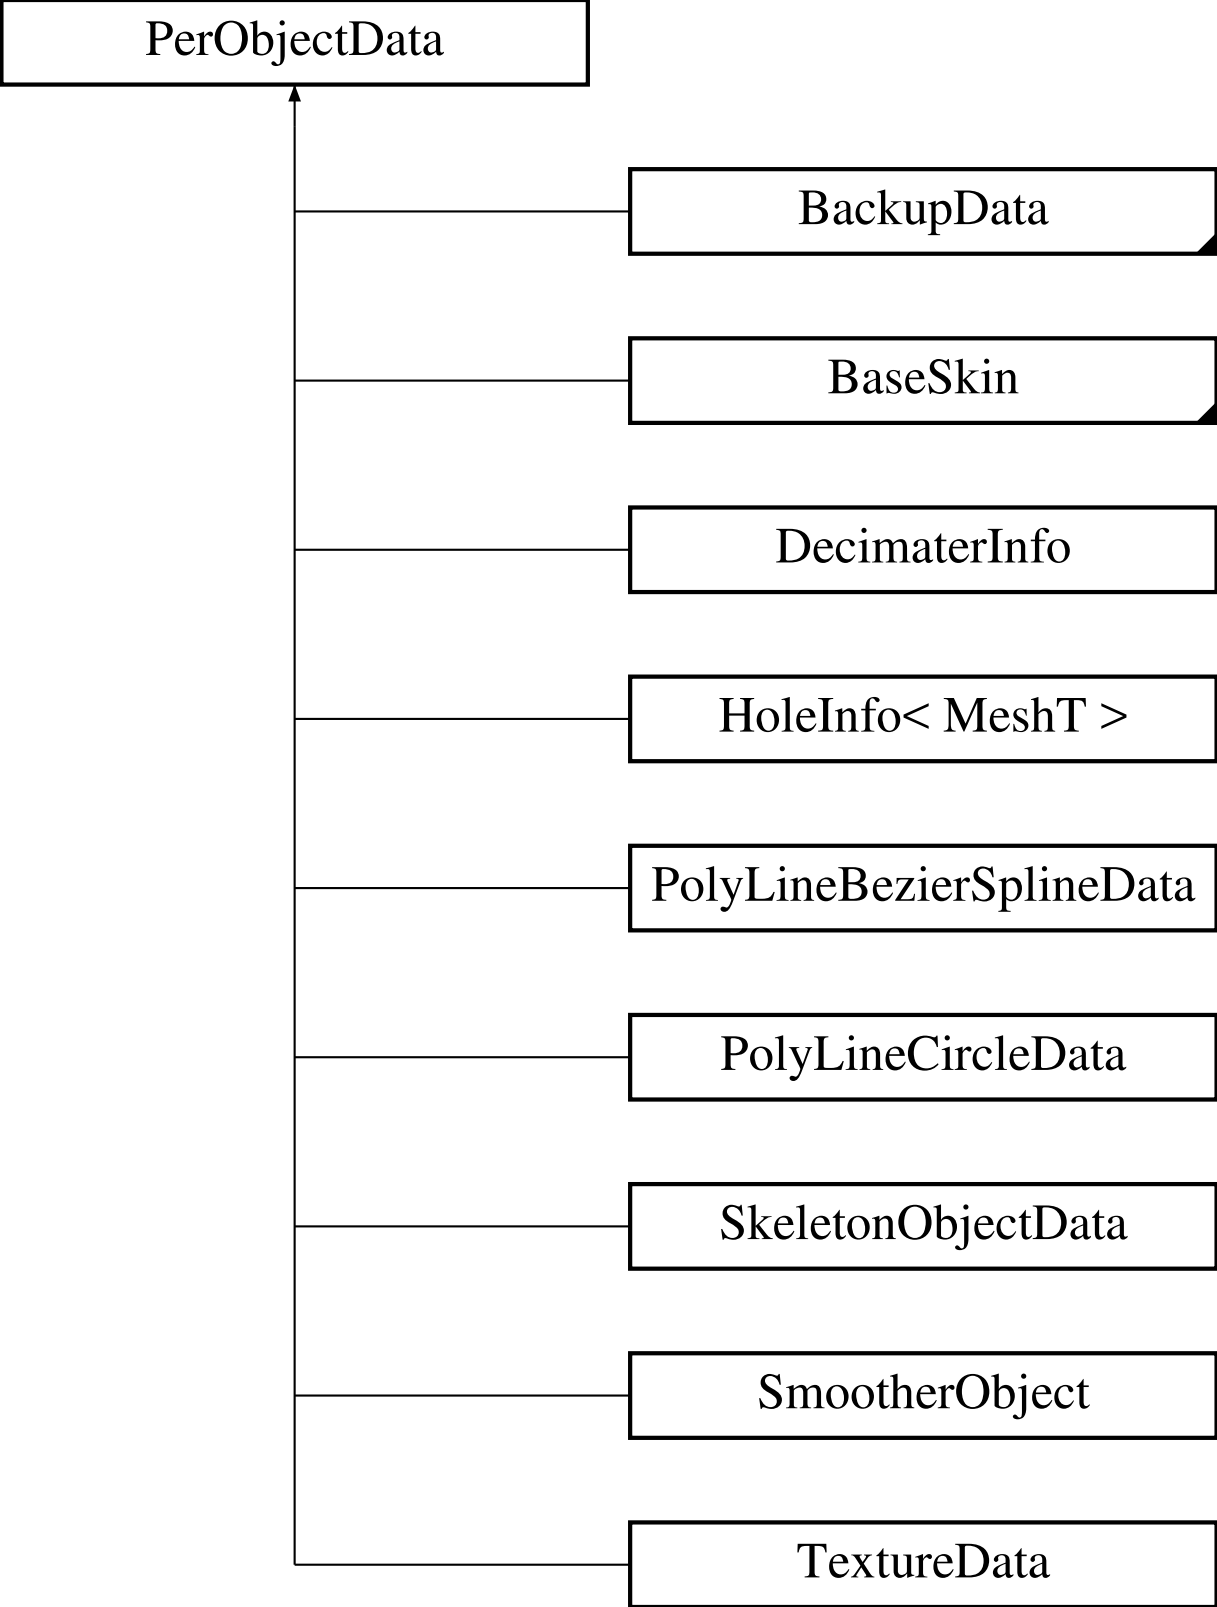 PerObjectData
BackupData
BaseSkin
DecimaterInfo
HoleInfo< MeshT >
PolyLineBezierSplineData
PolyLineCircleData
SkeletonObjectData
SmootherObject
TextureData